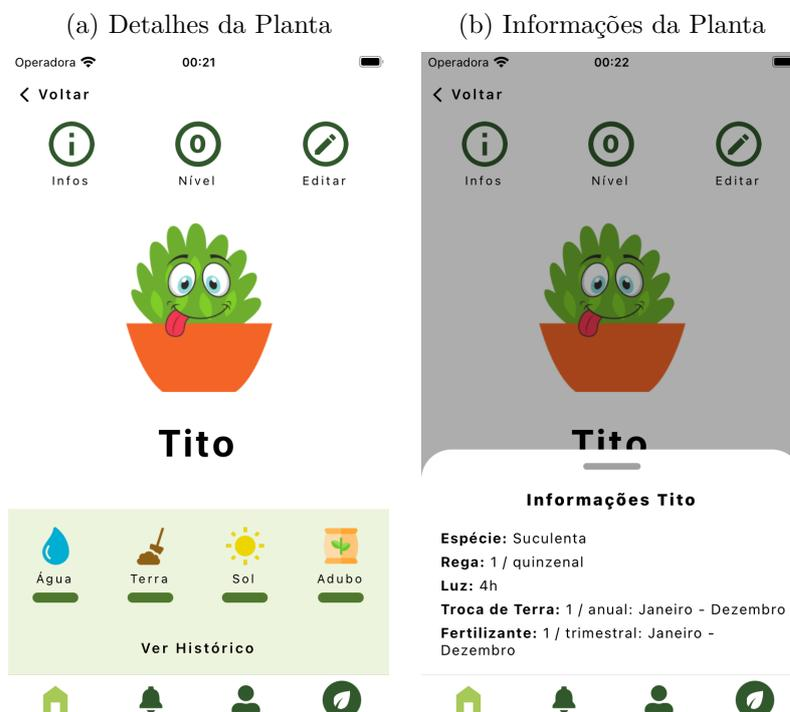 (a) Detalhes da Planta
Operadora 00:21
Voltar
Infos 0 Nível Editar
Tito
Água Terra Sol Adubo
Ver Histórico
(b) Informações da Planta
Operadora 00:22
Voltar
Infos 0 Nível Editar
Tito
Informações Tito
Espécie: Suculenta
Rega: 1 / quinzenal
Luz: 4h
Troca de Terra: 1 / anual: Janeiro - Dezembro
Fertilizante: 1 / trimestral: Janeiro -
Dezembro